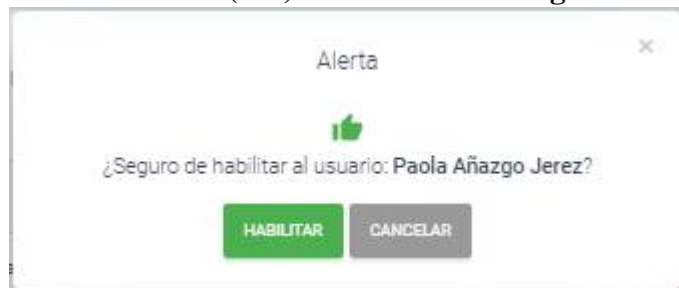 Alerta
×
¿Seguro de habilitar al usuario: Paola Añazgo Jerez?
HABILITAR CANCELAR